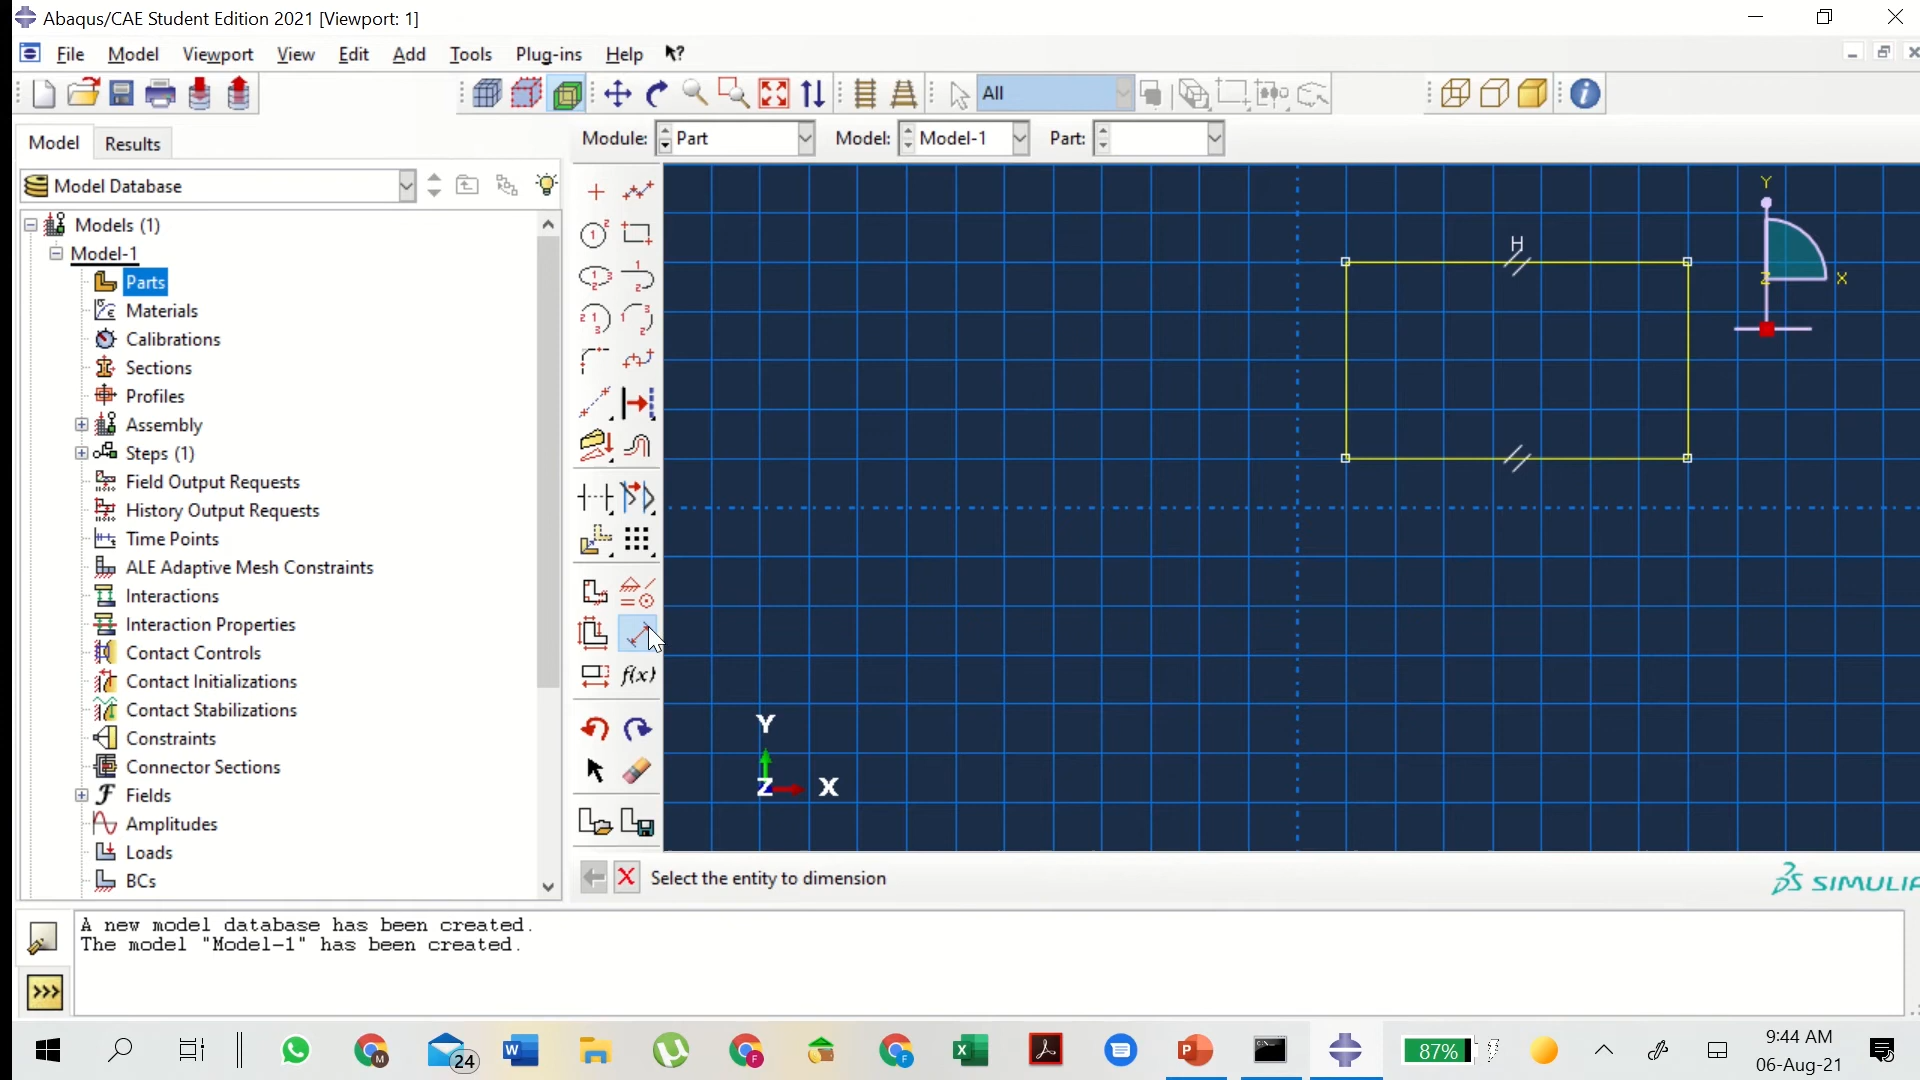 Abaqus/CAE Student Edition 2021 [Viewport: 1]
File Model Viewport View Edit Add Tools Plug-ins Help
All
Model Results
Module: Part Model: Model-1 Part:
Model Database
Models (1)
Model-1
Parts
Materials
Calibrations
Sections
Profiles
Assembly
Steps (1)
Field Output Requests
History Output Requests
Time Points
ALE Adaptive Mesh Constraints
Interactions
Interaction Properties
Contact Controls
Contact Initializations
Contact Stabilizations
Constraints
Connector Sections
Fields
Amplitudes
Loads
BCs
f(x)
H
Y
Z X
Y
Z X
Select the entity to dimension
SIMULIA
A new model database has been created.
The model "Model-1" has been created.
>>>
24
87%
9:44 AM
06-Aug-21